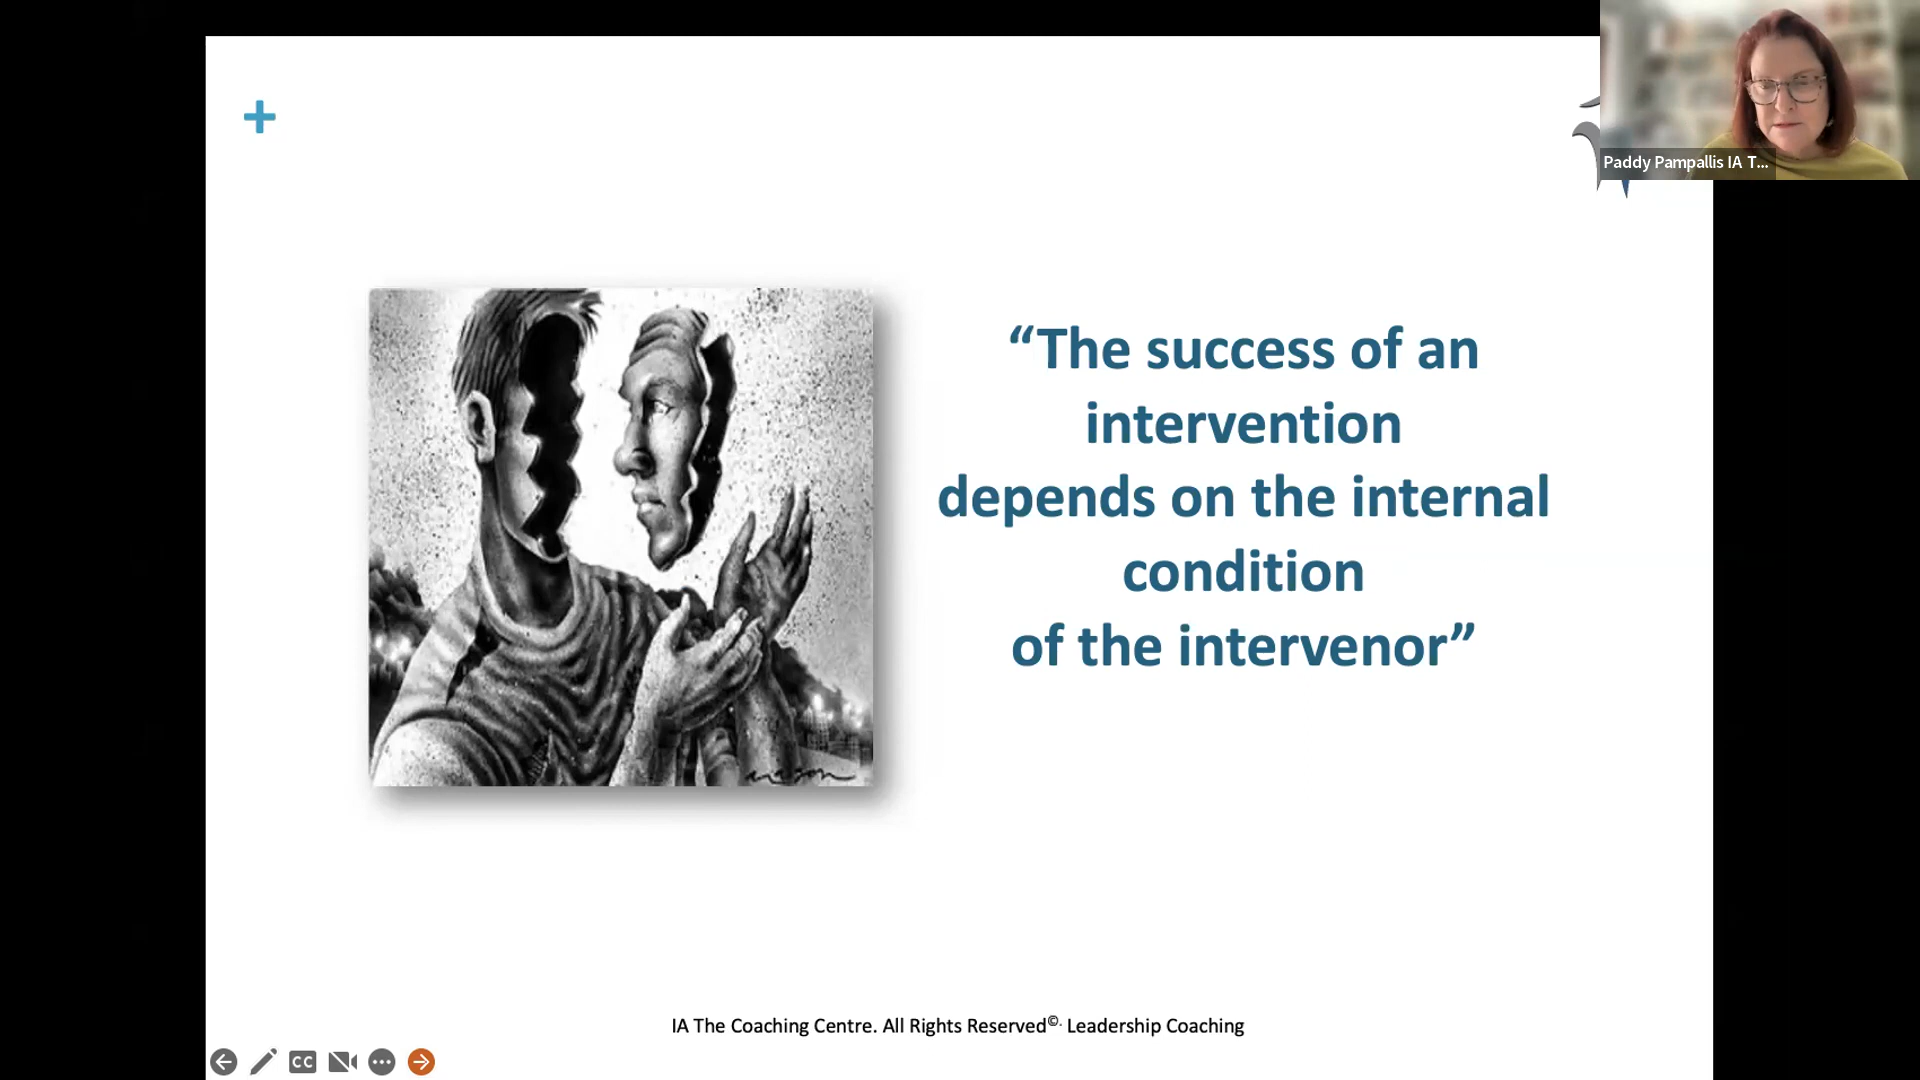 Paddy Pampallis IA T...
“The success of an
intervention
depends on the internal
condition
of the intervenor”
IA The Coaching Centre. All Rights Reserved©. Leadership Coaching
CC